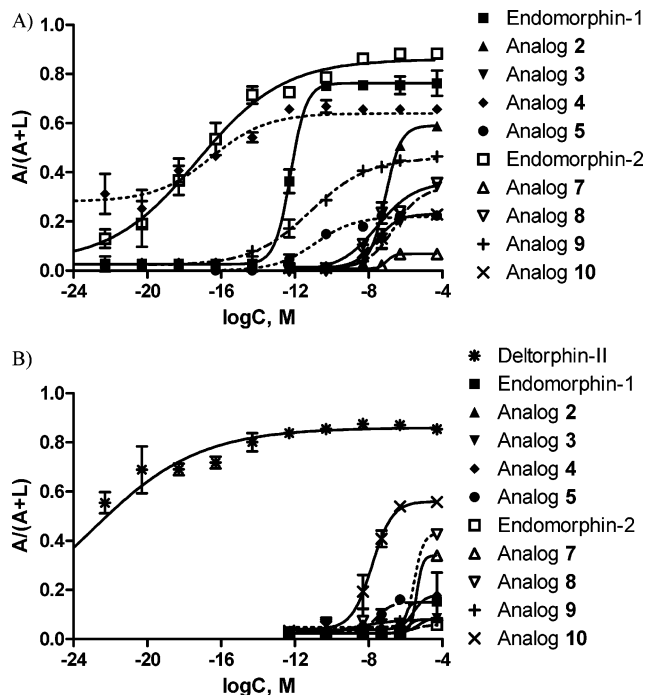 A)
A/(A+L)
1.0
0.8
0.6
0.4
0.2
0.0
-24 -20 -16 -12 -8 -4
logC, M
Endomorphin-1
Analog 2
Analog 3
Analog 4
Analog 5
Endomorphin-2
Analog 7
Analog 8
Analog 9
Analog 10
B)
A/(A+L)
1.0
0.8
0.6
0.4
0.2
0.0
-24 -20 -16 -12 -8 -4
logC, M
Deltorphin-II
Endomorphin-1
Analog 2
Analog 3
Analog 4
Analog 5
Endomorphin-2
Analog 7
Analog 8
Analog 9
Analog 10